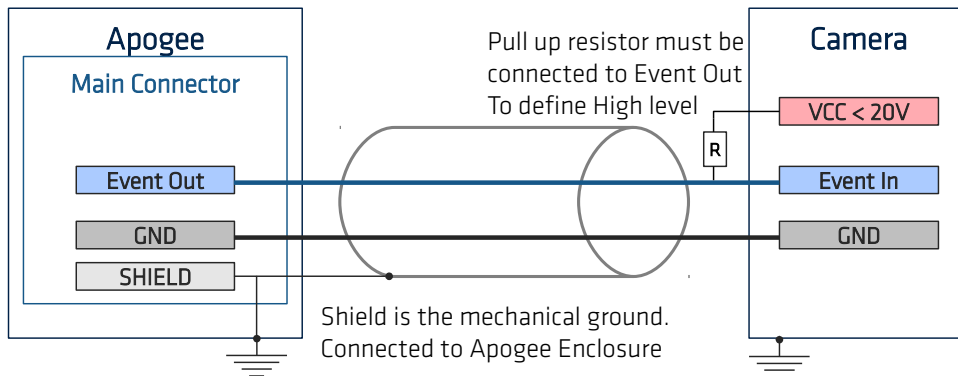 Apogee
Main Connector
Event Out
GND
SHIELD
Pull up resistor must be
connected to Event Out
To define High level
R
Shield is the mechanical ground.
Connected to Apogee Enclosure
Camera
VCC < 20V
Event In
GND